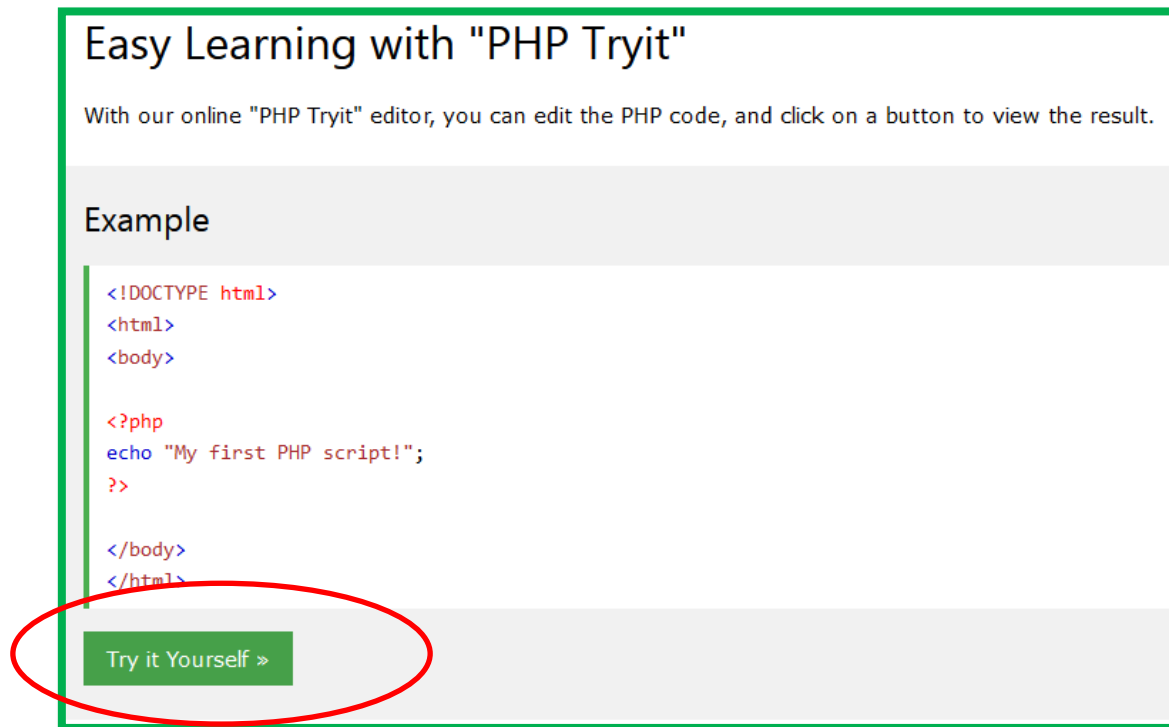 Easy Learning with "PHP Tryit"
With our online "PHP Tryit" editor, you can edit the PHP code, and click on a button to view the result.
Example
<!DOCTYPE html>
<html>
<body>
<?php
echo "My first PHP script!";
?>
</body>
</html>
Try it Yourself »